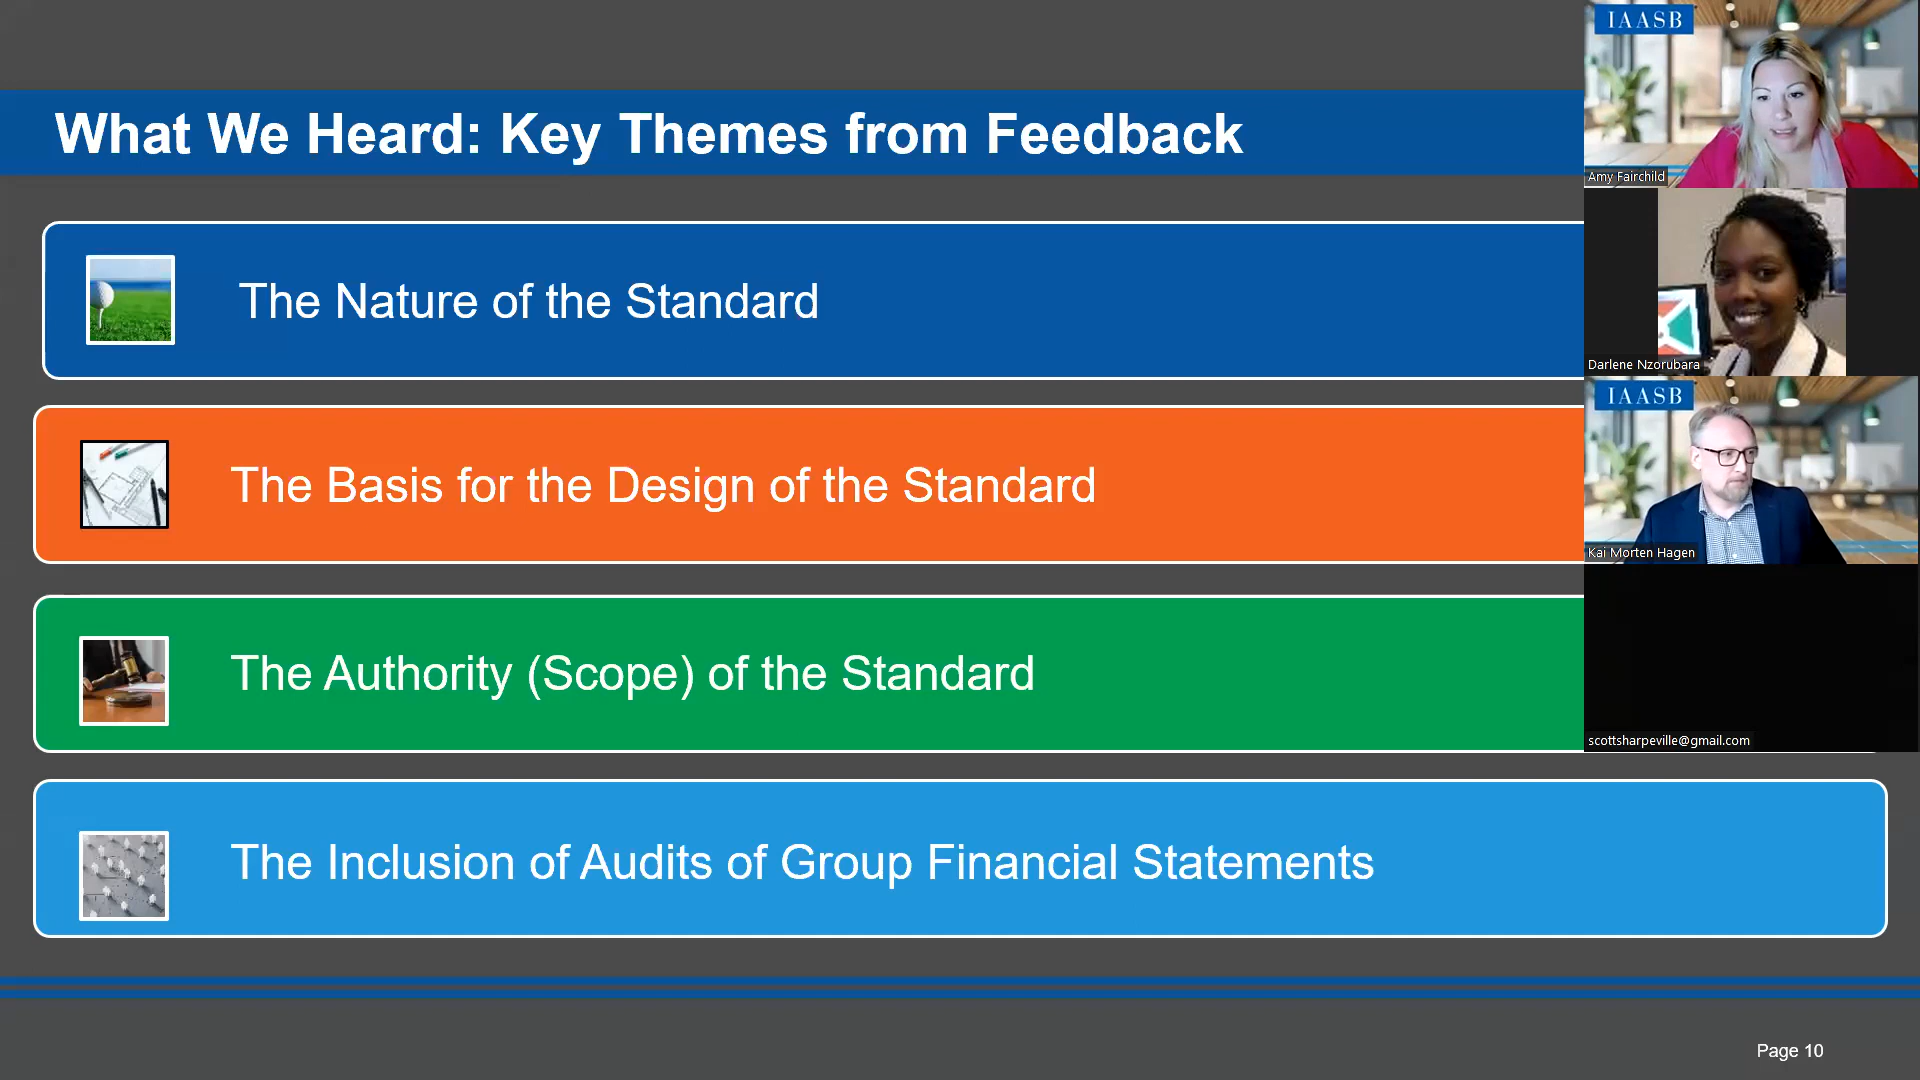 What We Heard: Key Themes from Feedback
The Nature of the Standard
The Basis for the Design of the Standard
The Authority (Scope) of the Standard
The Inclusion of Audits of Group Financial Statements
Page 10
IAASB
Amy Fairchild
Darlene Nzorubara
IAASB
Kai Morten Hagen
scottsharpeville@gmail.com